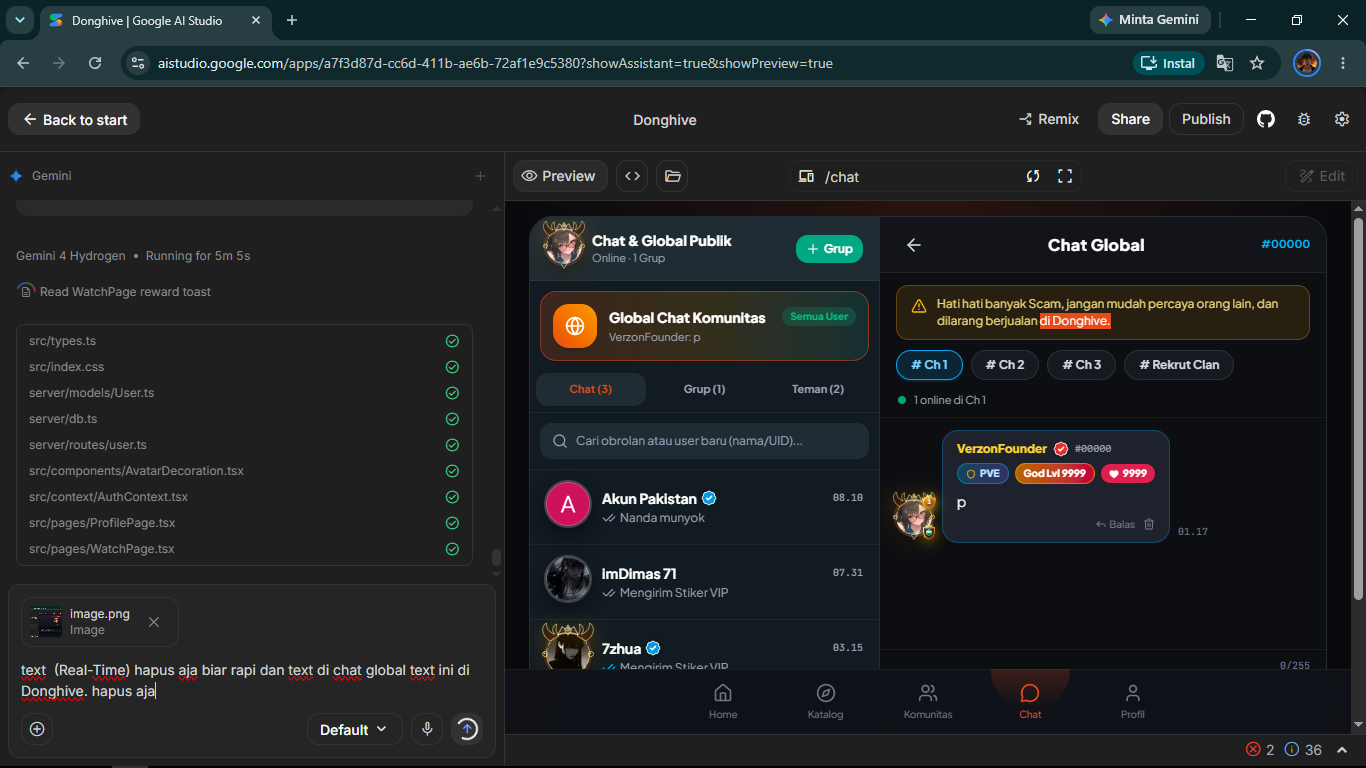 Donghive | Google AI Studio
Minta Gemini
aistudio.google.com/apps/a7f3d87d-cc6d-411b-ae6b-72af1e9c5380?showAssistant=true&showPreview=true
Instal
Back to start
Donghive
Remix
Share
Publish
Gemini
Preview
/chat
Edit
Gemini 4 Hydrogen • Running for 5m 5s
Read WatchPage reward toast
src/types.ts
src/index.css
server/models/User.ts
server/db.ts
server/routes/user.ts
src/components/AvatarDecoration.tsx
src/context/AuthContext.tsx
src/pages/ProfilePage.tsx
src/pages/WatchPage.tsx
image.png
Image
text  (Real-Time) hapus aja biar rapi dan text di chat global text ini di
Donghive. hapus aja
Default
Chat & Global Publik
Online · 1 Grup
+ Grup
Global Chat Komunitas
Semua User
VerzonFounder: p
Chat (3)
Grup (1)
Teman (2)
Cari obrolan atau user baru (nama/UID)...
A
Akun Pakistan
08.10
Nanda munyok
imDimas 71
07.31
Mengirim Stiker VIP
7zhua
03.15
Mengirim Stiker VIP
Chat Global
#00000
Hati hati banyak Scam, jangan mudah percaya orang lain, dan
dilarang berjualan di Donghive.
# Ch 1
# Ch 2
# Ch 3
# Rekrut Clan
1 online di Ch 1
VerzonFounder
#00000
PVE
God Lvl 9999
9999
p
Balas
01.17
0/255
Home
Katalog
Komunitas
Chat
Profil
2
36